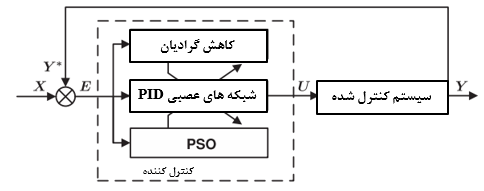 کاهش گرادیان
Y*
X
E
شبکه های عصبی PID
U
سیستم کنترل شده
Y
PSO
کنترل کننده